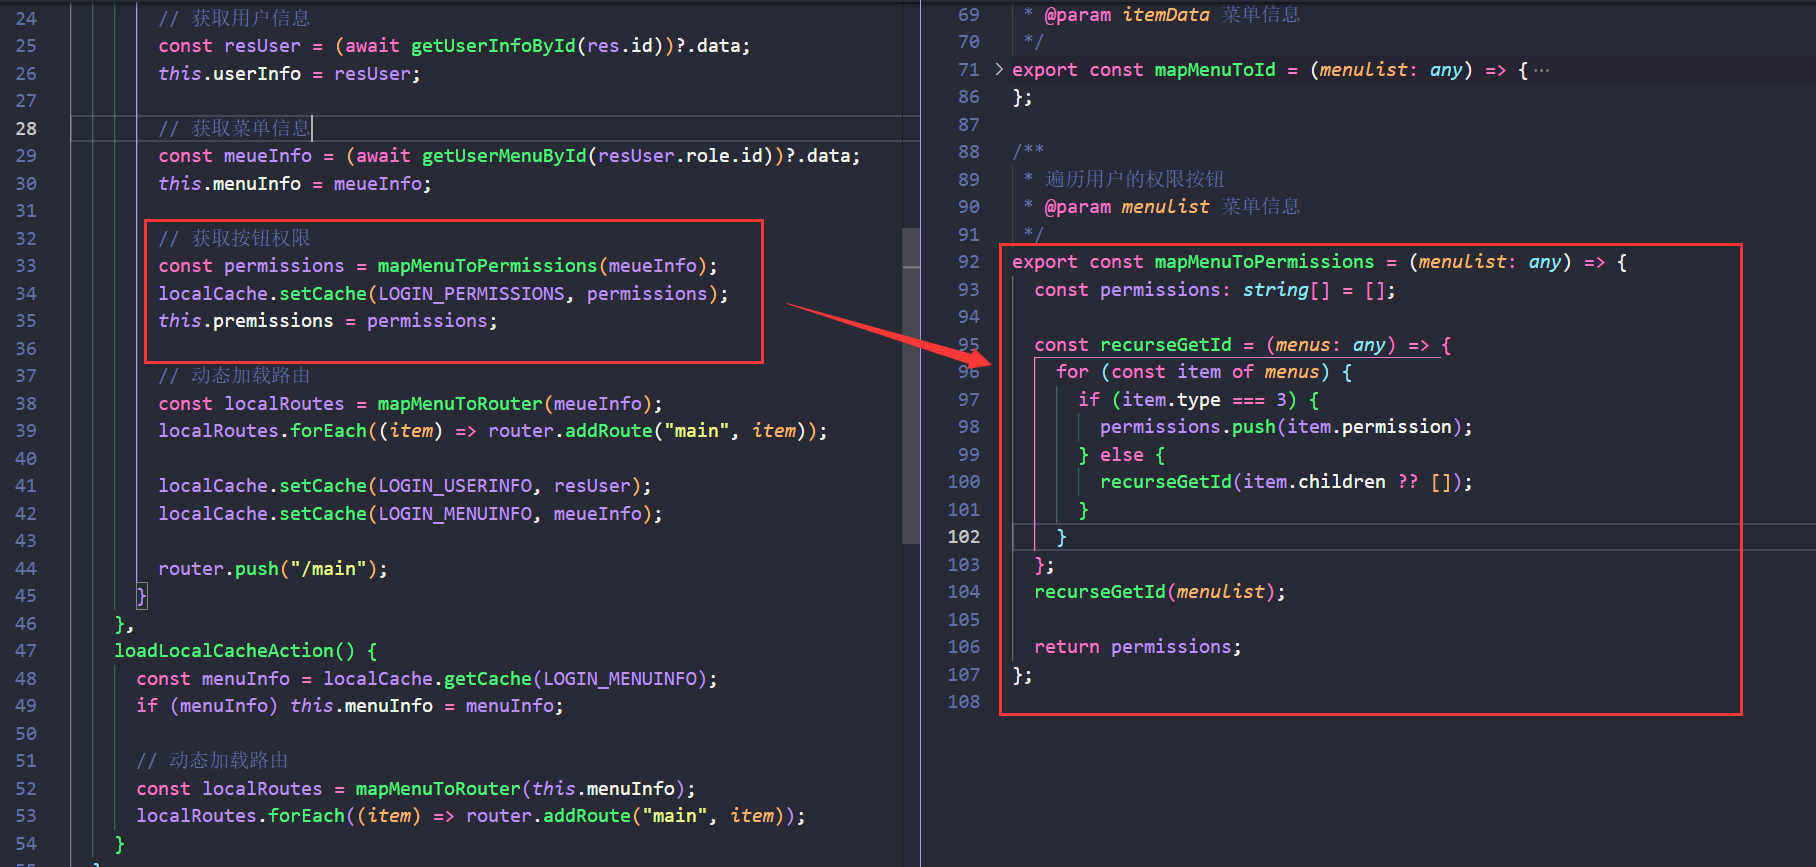 24 // 获取用户信息
25 const resUser = (await getUserInfoById(res.id))?.data;
26 this.userInfo = resUser;
27
28 // 获取菜单信息
29 const meueInfo = (await getUserMenuById(resUser.role.id))?.data;
30 this.menuInfo = meueInfo;
31
32 // 获取按钮权限
33 const permissions = mapMenuToPermissions(meueInfo);
34 localCache.setCache(LOGIN_PERMISSIONS, permissions);
35 this.premissions = permissions;
36
37 // 动态加载路由
38 const localRoutes = mapMenuToRouter(meueInfo);
39 localRoutes.forEach((item) => router.addRoute("main", item));
40
41 localCache.setCache(LOGIN_USERINFO, resUser);
42 localCache.setCache(LOGIN_MENUINFO, meueInfo);
43
44 router.push("/main");
45 }
46 },
47 loadLocalCacheAction() {
48 const menuInfo = localCache.getCache(LOGIN_MENUINFO);
49 if (menuInfo) this.menuInfo = menuInfo;
50
51 // 动态加载路由
52 const localRoutes = mapMenuToRouter(this.menuInfo);
53 localRoutes.forEach((item) => router.addRoute("main", item));
54 }
69 * @param itemData 菜单信息
70 */
71 export const mapMenuToId = (menulist: any) => {···
86 };
87
88 /**
89 * 遍历用户的权限按钮
90 * @param menulist 菜单信息
91 */
92 export const mapMenuToPermissions = (menulist: any) => {
93 const permissions: string[] = [];
94
95 const recurseGetId = (menus: any) => {
96 for (const item of menus) {
97 if (item.type === 3) {
98 permissions.push(item.permission);
99 } else {
100 recurseGetId(item.children ?? []);
101 }
102 }
103 };
104 recurseGetId(menulist);
105
106 return permissions;
107 };
108